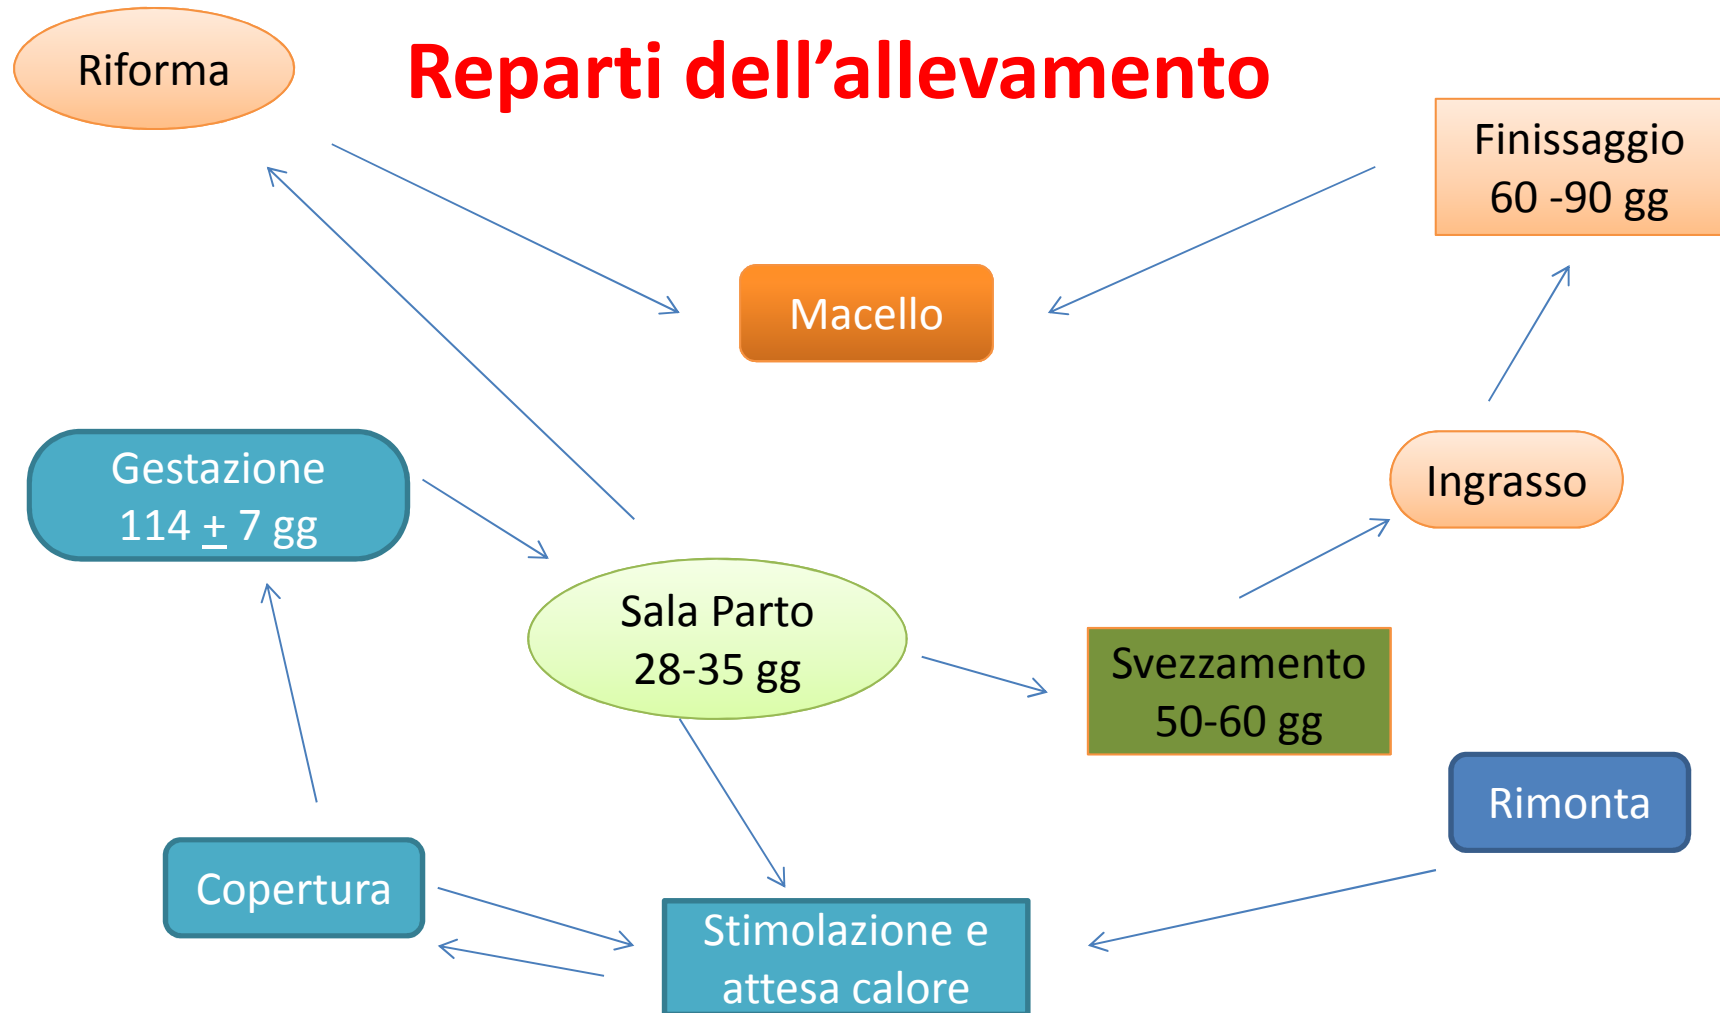 Riforma
Reparti dell’allevamento
Finissaggio
60 -90 gg
Macello
Gestazione
114 + 7 gg
Ingrasso
Sala Parto
28-35 gg
Svezzamento
50-60 gg
Rimonta
Copertura
Stimolazione e
attesa calore